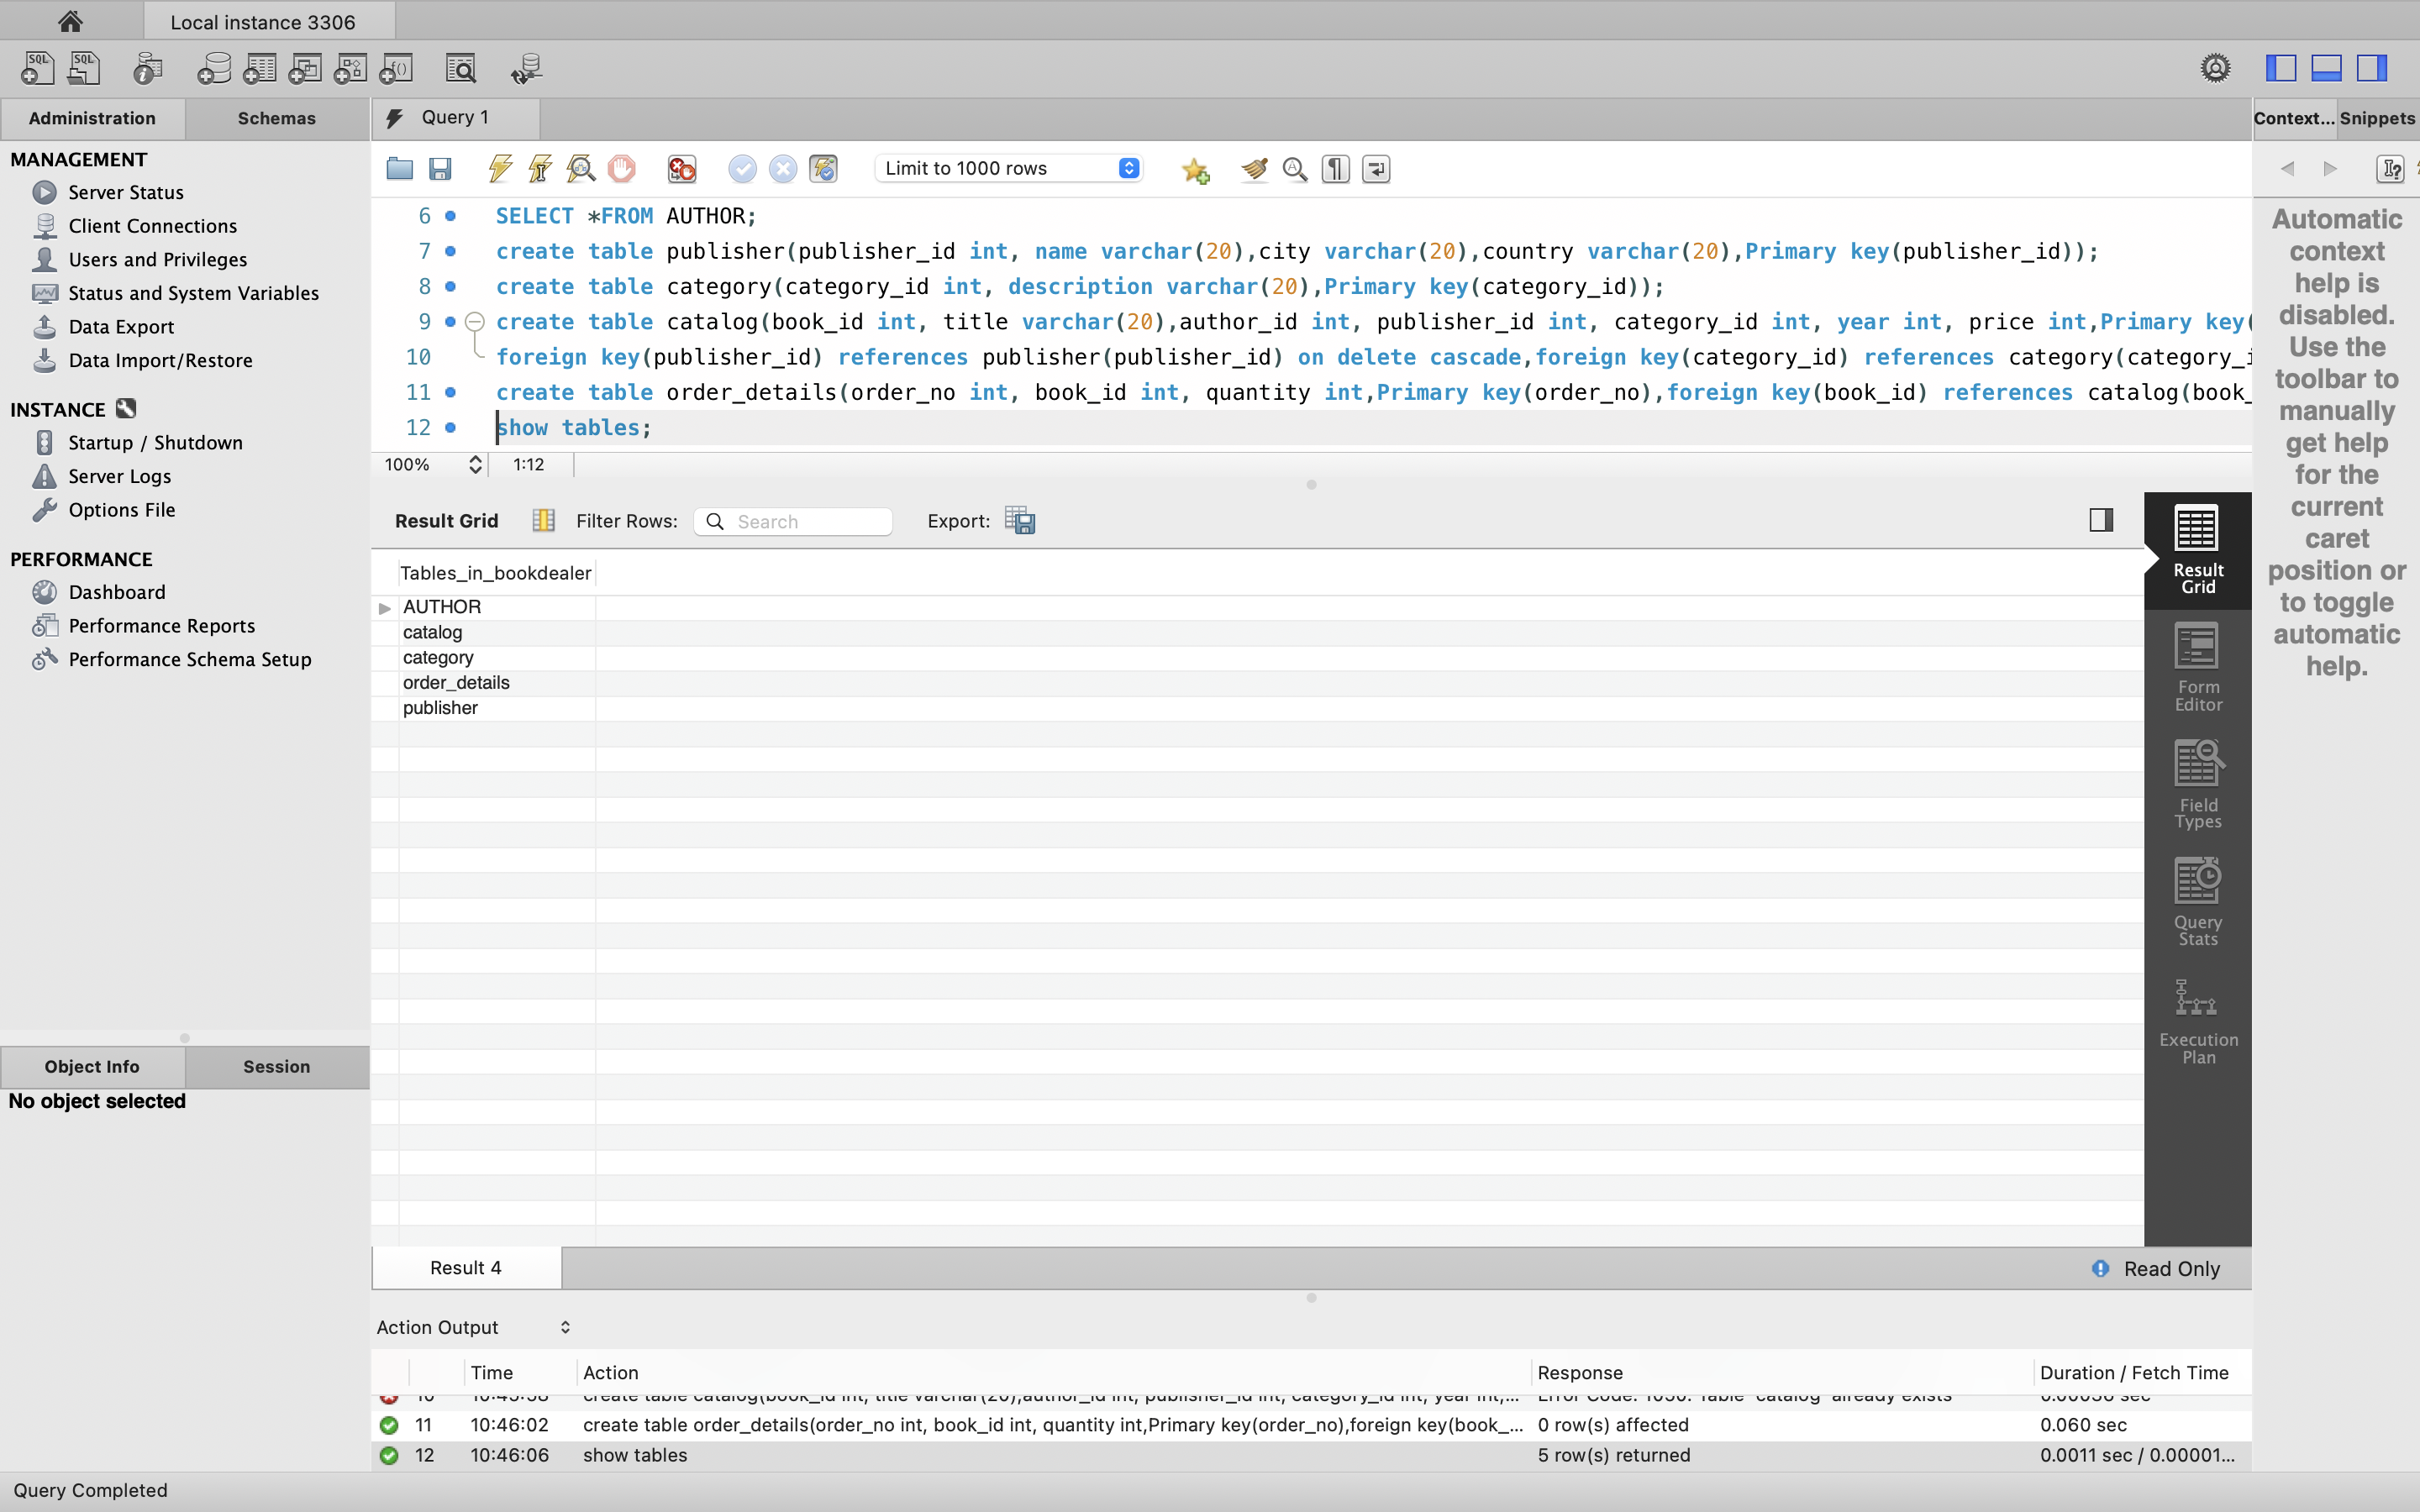 Local instance 3306
Administration
Schemas
Query 1
Context...
Snippets
MANAGEMENT
Server Status
Client Connections
Users and Privileges
Status and System Variables
Data Export
Data Import/Restore
INSTANCE
Startup / Shutdown
Server Logs
Options File
PERFORMANCE
Dashboard
Performance Reports
Performance Schema Setup
Object Info
Session
No object selected
Limit to 1000 rows
6 SELECT *FROM AUTHOR;
7 create table publisher(publisher_id int, name varchar(20),city varchar(20),country varchar(20),Primary key(publisher_id));
8 create table category(category_id int, description varchar(20),Primary key(category_id));
9 create table catalog(book_id int, title varchar(20),author_id int, publisher_id int, category_id int, year int, price int,Primary key(
10 foreign key(publisher_id) references publisher(publisher_id) on delete cascade,foreign key(category_id) references category(category_i
11 create table order_details(order_no int, book_id int, quantity int,Primary key(order_no),foreign key(book_id) references catalog(book_
12 show tables;
100%
1:12
Result Grid
Filter Rows:
Search
Export:
Tables_in_bookdealer
AUTHOR
catalog
category
order_details
publisher
Result
Grid
Form
Editor
Field
Types
Query
Stats
Execution
Plan
Automatic
context
help is
disabled.
Use the
toolbar to
manually
get help
for the
current
caret
position or
to toggle
automatic
help.
Result 4
Read Only
Action Output
Time Action Response Duration / Fetch Time
create table catalog(book_id int, title varchar(20),author_id int, publisher_id int, category_id int, year int,... Error Code: 1050. Table 'catalog' already exists
11 10:46:02 create table order_details(order_no int, book_id int, quantity int,Primary key(order_no),foreign key(book_... 0 row(s) affected 0.060 sec
12 10:46:06 show tables 5 row(s) returned 0.0011 sec / 0.00001...
Query Completed